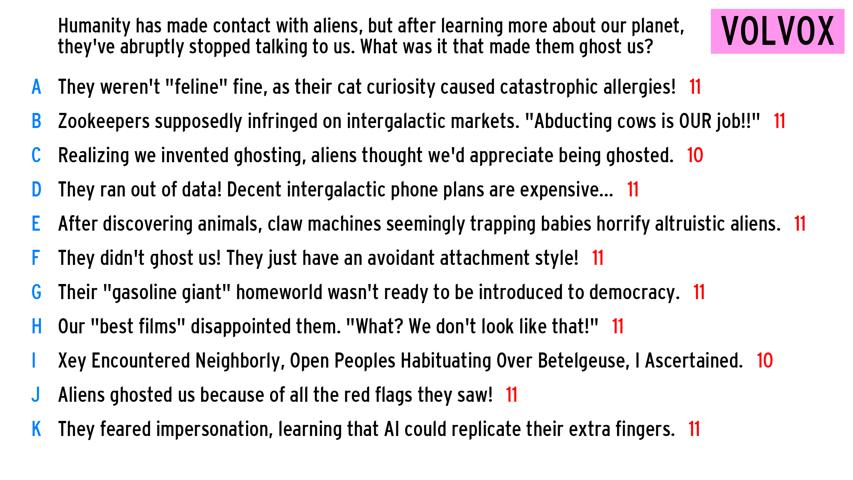 Humanity has made contact with aliens, but after learning more about our planet,
they've abruptly stopped talking to us. What was it that made them ghost us?
VOLVOX
A They weren't "feline" fine, as their cat curiosity caused catastrophic allergies! 11
B Zookeepers supposedly infringed on intergalactic markets. "Abducting cows is OUR job!!" 11
C Realizing we invented ghosting, aliens thought we'd appreciate being ghosted. 10
D They ran out of data! Decent intergalactic phone plans are expensive... 11
E After discovering animals, claw machines seemingly trapping babies horrify altruistic aliens. 11
F They didn't ghost us! They just have an avoidant attachment style! 11
G Their "gasoline giant" homeworld wasn't ready to be introduced to democracy. 11
H Our "best films" disappointed them. "What? We don't look like that!" 11
I Xey Encountered Neighborly, Open Peoples Habituating Over Betelgeuse, I Ascertained. 10
J Aliens ghosted us because of all the red flags they saw! 11
K They feared impersonation, learning that AI could replicate their extra fingers. 11